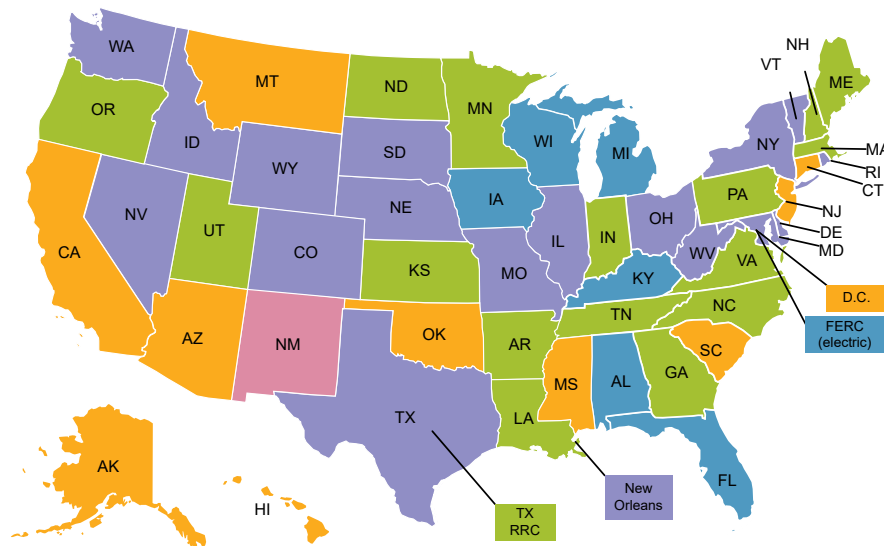 WA
NH
VT
ME
MT
ND
MN
OR
ID
WI
MI
NY
MA
SD
WY
RI
CT
IA
PA
NE
NJ
NV
OH
IL
IN
UT
DE
CO
MD
CA
MO
WV
VA
KS
KY
D.C.
NC
TN
FERC
(electric)
AZ
NM
OK
AR
SC
MS
AL
GA
TX
LA
AK
FL
New
Orleans
HI
TX
RRC